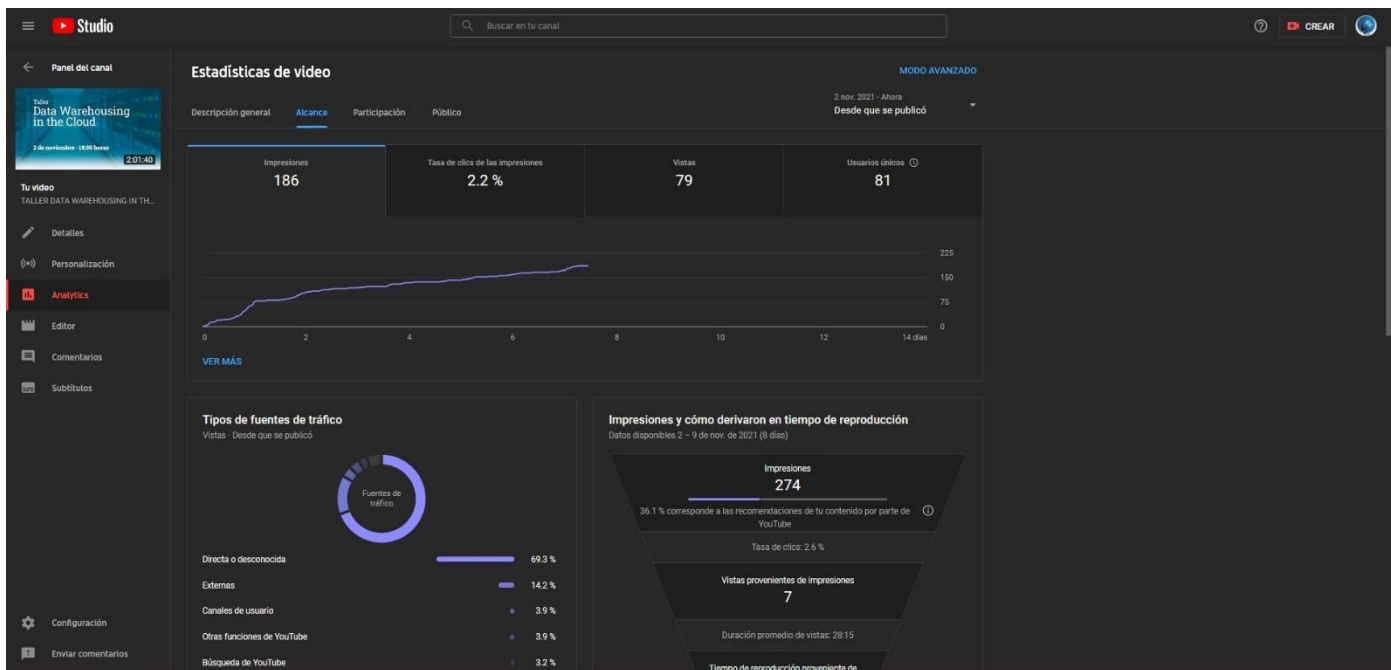 Studio
Buscar en tu canal
CREAR
Panel del canal
Taller
Data Warehousing
in the Cloud
2 de noviembre - 18:00 horas
2:01:40
Tu video
TALLER DATA WAREHOUSING IN TH...
Detalles
Personalización
Analytics
Editor
Comentarios
Subtítulos
Configuración
Enviar comentarios
Estadísticas de video
MODO AVANZADO
Descripción general
Alcance
Participación
Público
2 nov. 2021 - Ahora
Desde que se publicó
Impresiones
186
Tasa de clics de las impresiones
2.2 %
Vistas
79
Usuarios únicos
81
225
150
75
0
0 2 4 6 8 10 12 14 días
VER MÁS
Tipos de fuentes de tráfico
Vistas · Desde que se publicó
Fuentes de
tráfico
Directa o desconocida 69.3 %
Externas 14.2 %
Canales de usuario 3.9 %
Otras funciones de YouTube 3.9 %
Búsqueda de YouTube 3.2 %
Impresiones y cómo derivaron en tiempo de reproducción
Datos disponibles 2 – 9 de nov. de 2021 (8 días)
Impresiones
274
36.1 % corresponde a las recomendaciones de tu contenido por parte de
YouTube
Tasa de clics: 2.6 %
Vistas provenientes de impresiones
7
Duración promedio de vistas: 28:15
Tiempo de reproducción proveniente de